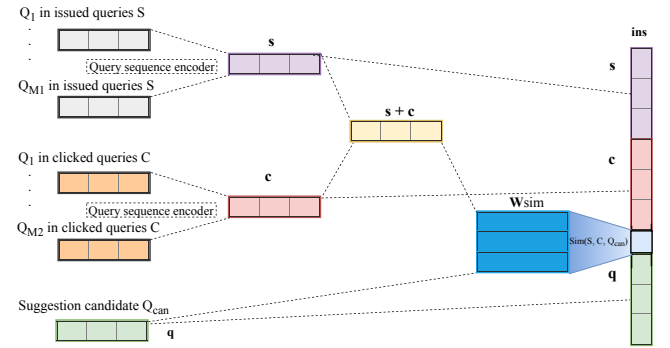 Q1 in issued queries S
.
.
.
Query sequence encoder
QM1 in issued queries S
s
s + c
Q1 in clicked queries C
.
.
.
Query sequence encoder
QM2 in clicked queries C
c
Wsim
Sim(S, C, Qcan)
Suggestion candidate Qcan
q
ins
s
c
q